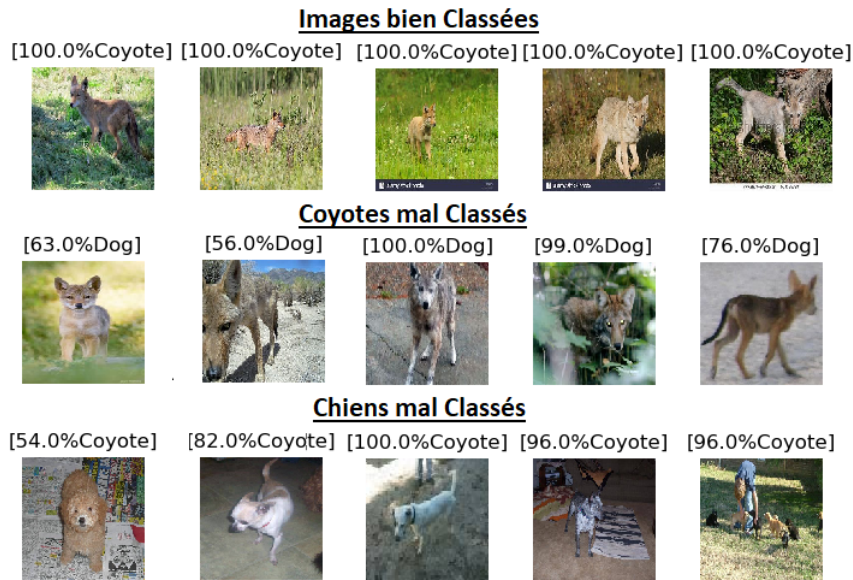 Images bien Classées
[100.0%Coyote] [100.0%Coyote] [100.0%Coyote] [100.0%Coyote] [100.0%Coyote]
Coyotes mal Classés
[63.0%Dog] [56.0%Dog] [100.0%Dog] [99.0%Dog] [76.0%Dog]
Chiens mal Classés
[54.0%Coyote] [82.0%Coyote] [100.0%Coyote] [96.0%Coyote] [96.0%Coyote]